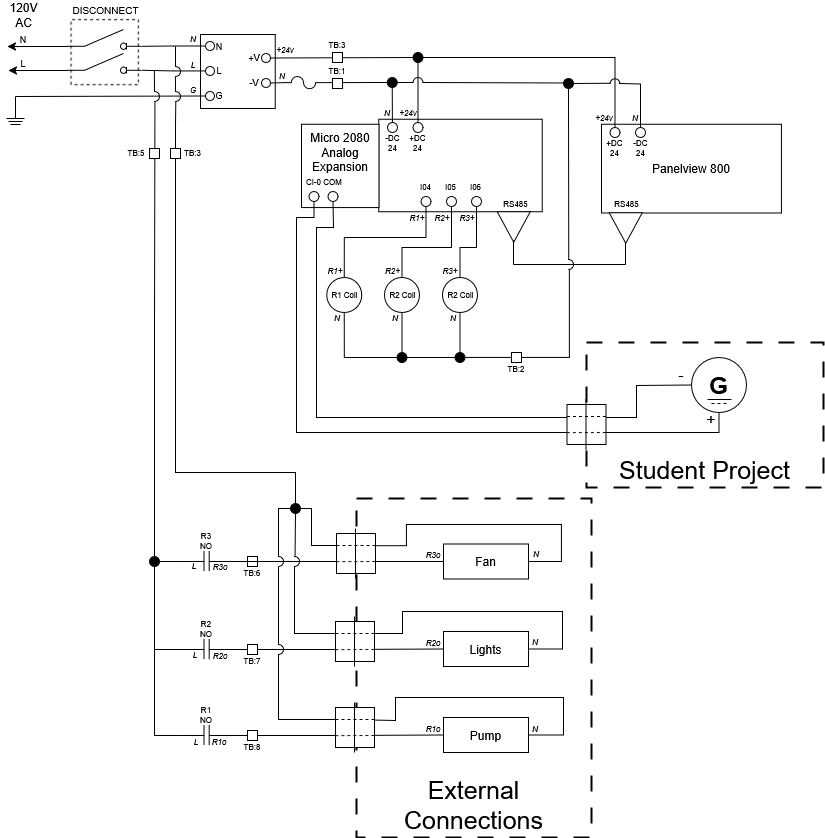 120V
AC
DISCONNECT
N
L
N
L
G
N
L
G
+V
-V
+24v
N
TB:3
TB:1
TB:5
TB:3
Micro 2080
Analog
Expansion
CI-0 COM
N
+24v
-DC
24
+DC
24
I04
I05
I06
RS485
R1+
R2+
R3+
+24v
N
+DC
24
-DC
24
Panelview 800
RS485
R1+
R2+
R3+
R1 Coil
R2 Coil
R2 Coil
N
N
N
TB:2
-
G
+
Student Project
R3
NO
L
R3o
TB:6
R3o
Fan
N
R2
NO
L
R2o
TB:7
R2o
Lights
N
R1
NO
L
R1o
TB:8
R1o
Pump
N
External
Connections